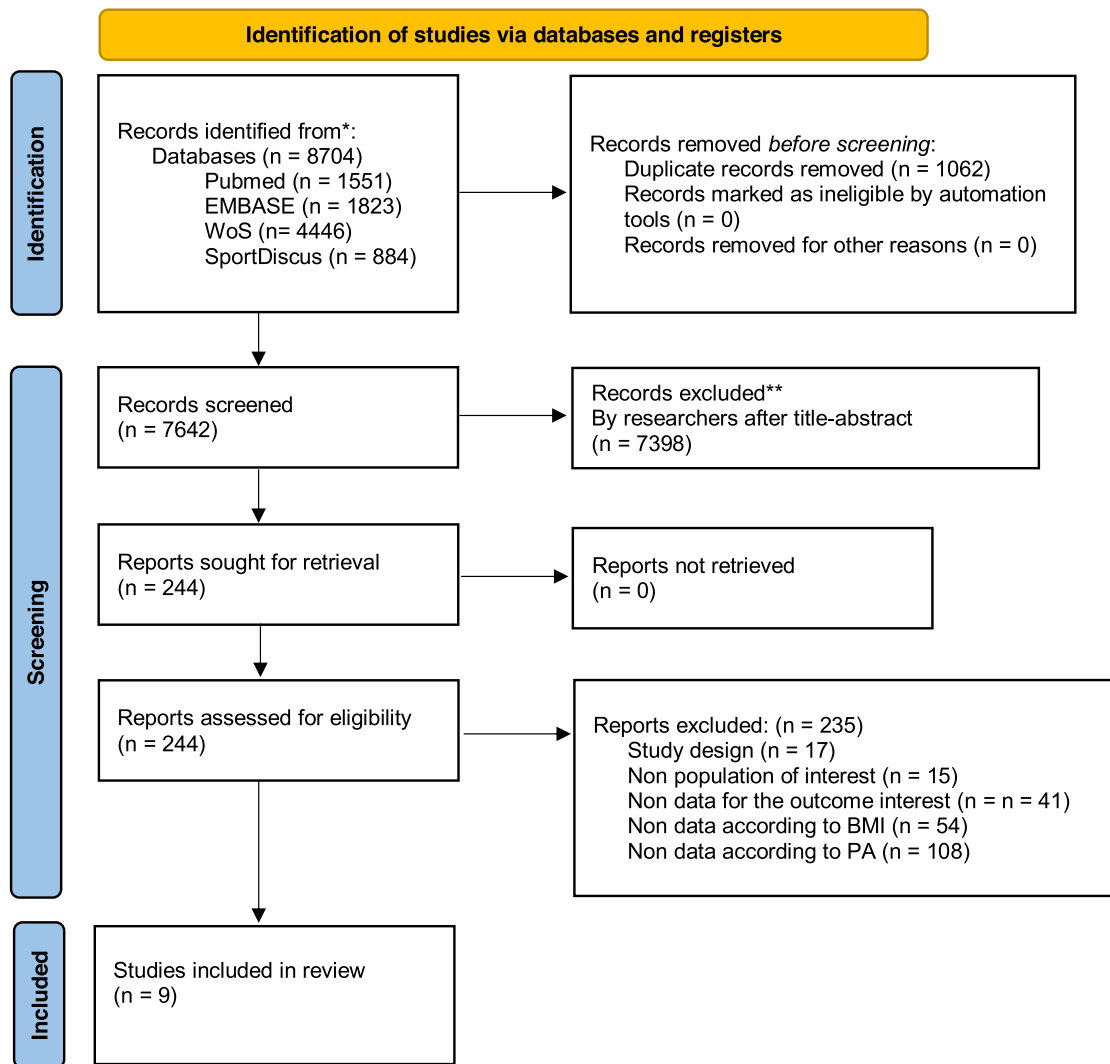 Identification of studies via databases and registers
Identification
Records identified from*:
Databases (n = 8704)
Pubmed (n = 1551)
EMBASE (n = 1823)
WoS (n= 4446)
SportDiscus (n = 884)
Records removed before screening:
Duplicate records removed (n = 1062)
Records marked as ineligible by automation
tools (n = 0)
Records removed for other reasons (n = 0)
Screening
Records screened
(n = 7642)
Records excluded**
By researchers after title-abstract
(n = 7398)
Reports sought for retrieval
(n = 244)
Reports not retrieved
(n = 0)
Reports assessed for eligibility
(n = 244)
Reports excluded: (n = 235)
Study design (n = 17)
Non population of interest (n = 15)
Non data for the outcome interest (n = n = 41)
Non data according to BMI (n = 54)
Non data according to PA (n = 108)
Included
Studies included in review
(n = 9)